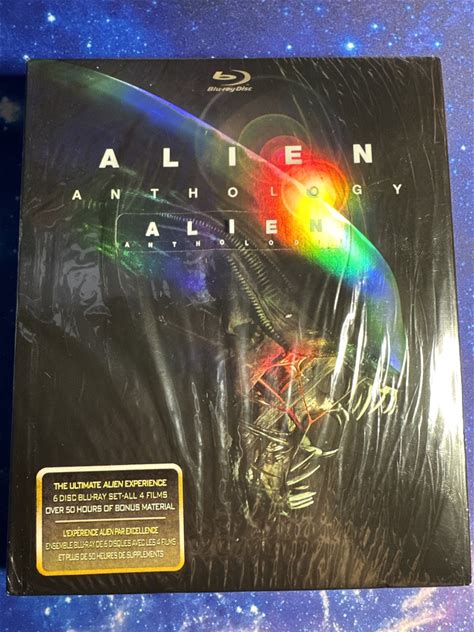 Blu-ray Disc
ALIEN
ANTHOLOGY
ALIEN
ANTHOLOGIE
THE ULTIMATE ALIEN EXPERIENCE
6 DISC BLU-RAY SET-ALL 4 FILMS
OVER 50 HOURS OF BONUS MATERIAL
L'EXPÉRIENCE ALIEN PAR EXCELLENCE
ENSEMBLE BLU-RAY DE 6 DISQUES AVEC LES 4 FILMS
ET PLUS DE 50 HEURES DE SUPPLÉMENTS